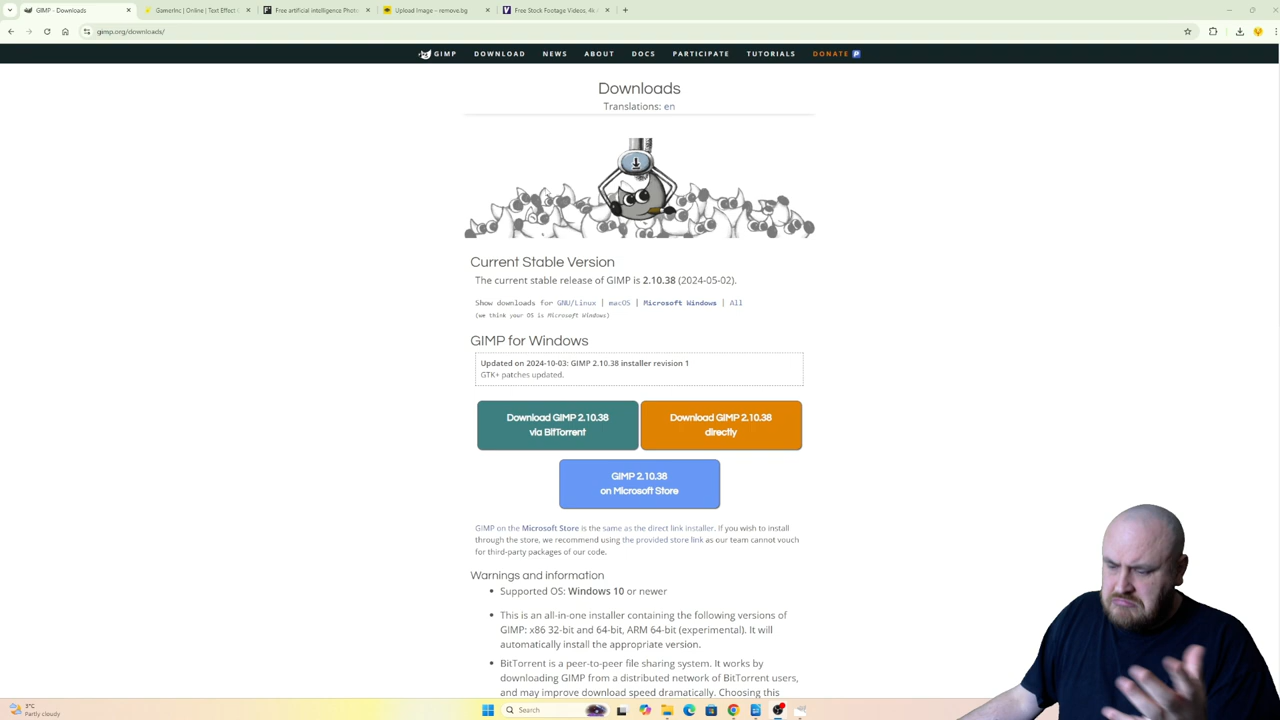 GIMP - Downloads
GamerInc | Online | Text Effect
Free artificial intelligence Phot
Upload Image – remove.bg
Free Stock Footage Videos, 4k
gimp.org/downloads/
GIMP DOWNLOAD NEWS ABOUT DOCS PARTICIPATE TUTORIALS DONATE
Downloads
Translations: en
Current Stable Version
The current stable release of GIMP is 2.10.38 (2024-05-02).
Show downloads for GNU/Linux | macOS | Microsoft Windows | All
(we think your OS is Microsoft Windows)
GIMP for Windows
Updated on 2024-10-03: GIMP 2.10.38 installer revision 1
GTK+ patches updated.
Download GIMP 2.10.38
via BitTorrent
Download GIMP 2.10.38
directly
GIMP 2.10.38
on Microsoft Store
GIMP on the Microsoft Store is the same as the direct link installer. If you wish to install
through the store, we recommend using the provided store link as our team cannot vouch
for third-party packages of our code.
Warnings and information
• Supported OS: Windows 10 or newer
• This is an all-in-one installer containing the following versions of
GIMP: x86 32-bit and 64-bit, ARM 64-bit (experimental). It will
automatically install the appropriate version.
• BitTorrent is a peer-to-peer file sharing system. It works by
downloading GIMP from a distributed network of BitTorrent users,
and may improve download speed dramatically. Choosing this
3°C
Partly cloudy
Search